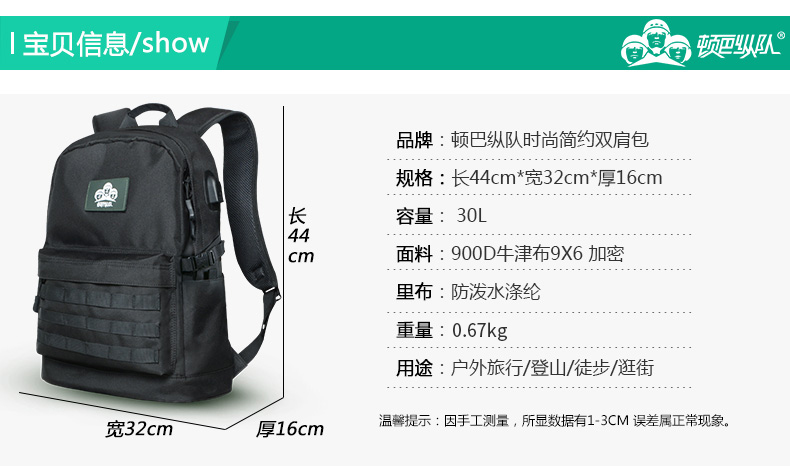 宝贝信息/show
顿巴纵队®
顿巴纵队
长
44
cm
宽32cm
厚16cm
品牌：顿巴纵队时尚简约双肩包
规格：长44cm*宽32cm*厚16cm
容量： 30L
面料：900D牛津布9X6 加密
里布：防泼水涤纶
重量：0.67kg
用途：户外旅行/登山/徒步/逛街
温馨提示：因手工测量，所显数据有1-3CM 误差属正常现象。